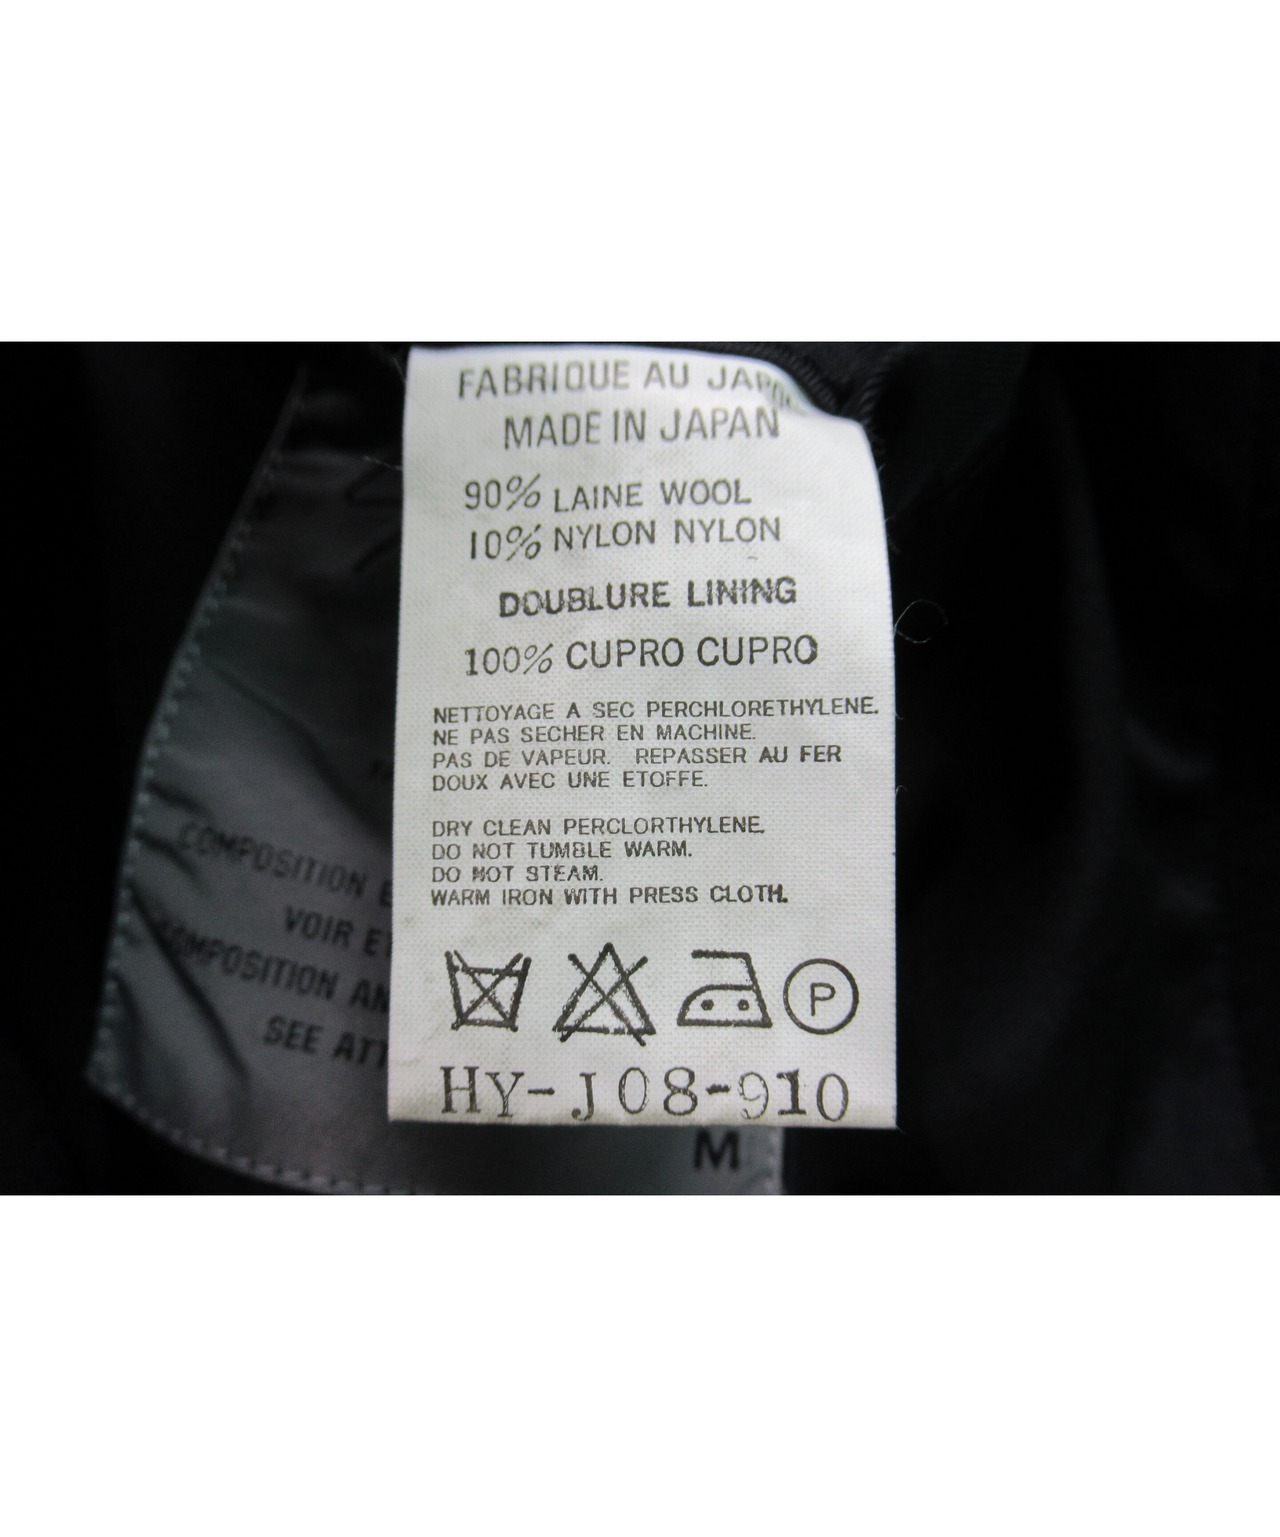 FABRIQUE AU JAPON
MADE IN JAPAN
90% LAINE WOOL
10% NYLON NYLON
DOUBLURE LINING
100% CUPRO CUPRO
NETTOYAGE A SEC PERCHLORETHYLENE.
NE PAS SECHER EN MACHINE.
PAS DE VAPEUR. REPASSER AU FER
DOUX AVEC UNE ETOFFE.
DRY CLEAN PERCLORTHYLENE.
DO NOT TUMBLE WARM.
DO NOT STEAM.
WARM IRON WITH PRESS CLOTH.
P
HY-J08-910
COMPOSITION E
VOIR ET
COMPOSITION AN
SEE ATT
M